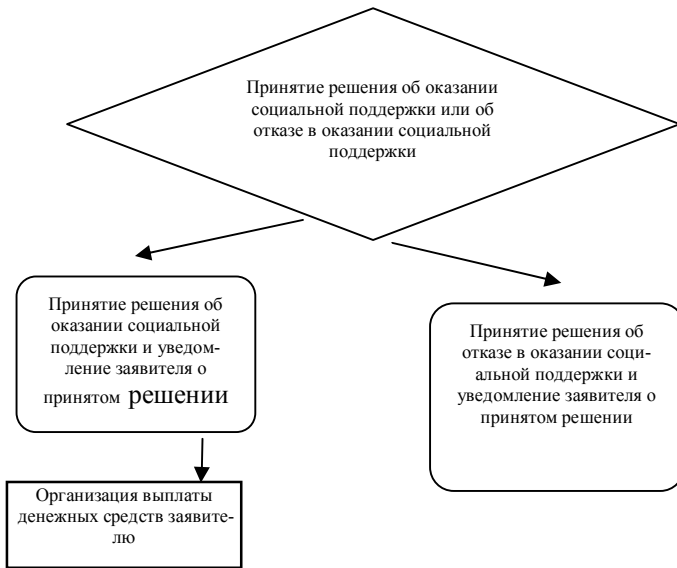 Принятие решения об оказании
социальной поддержки или об
отказе в оказании социальной
поддержки
Принятие решения об
оказании социальной
поддержки и уведом-
ление заявителя о
принятом решении
Принятие решения об
отказе в оказании соци-
альной поддержки и
уведомление заявителя о
принятом решении
Организация выплаты
денежных средств заявите-
лю